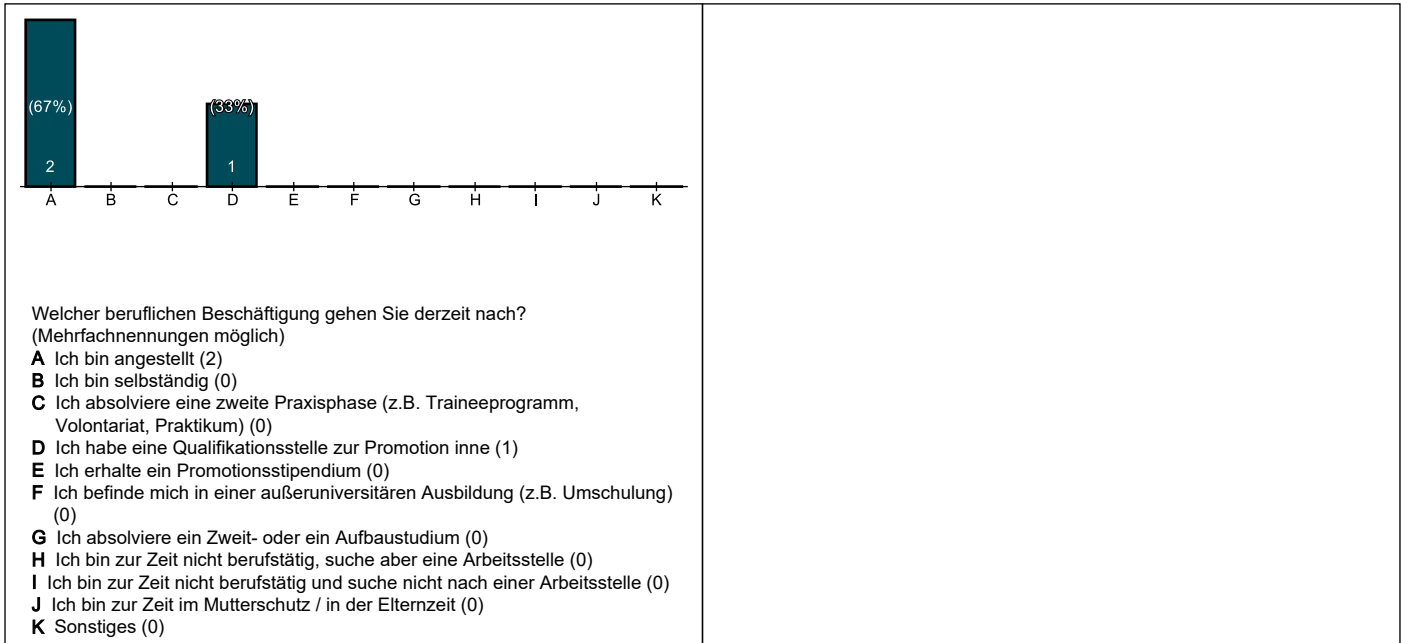 (67%)
(33%)
2
1
A B C D E F G H I J K
Welcher beruflichen Beschäftigung gehen Sie derzeit nach?
(Mehrfachnennungen möglich)
A Ich bin angestellt (2)
B Ich bin selbständig (0)
C Ich absolviere eine zweite Praxisphase (z.B. Traineeprogramm,
Volontariat, Praktikum) (0)
D Ich habe eine Qualifikationsstelle zur Promotion inne (1)
E Ich erhalte ein Promotionsstipendium (0)
F Ich befinde mich in einer außeruniversitären Ausbildung (z.B. Umschulung)
(0)
G Ich absolviere ein Zweit- oder ein Aufbaustudium (0)
H Ich bin zur Zeit nicht berufstätig, suche aber eine Arbeitsstelle (0)
I Ich bin zur Zeit nicht berufstätig und suche nicht nach einer Arbeitsstelle (0)
J Ich bin zur Zeit im Mutterschutz / in der Elternzeit (0)
K Sonstiges (0)